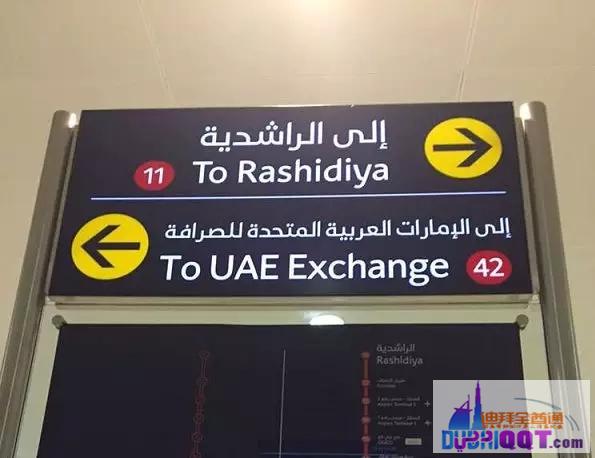 إلى الراشدية
11 To Rashidiya
إلى الإمارات العربية المتحدة للصرافة
To UAE Exchange 42
الراشدية
Rashidiya
迪拜全首通
DUBAIQQT.com